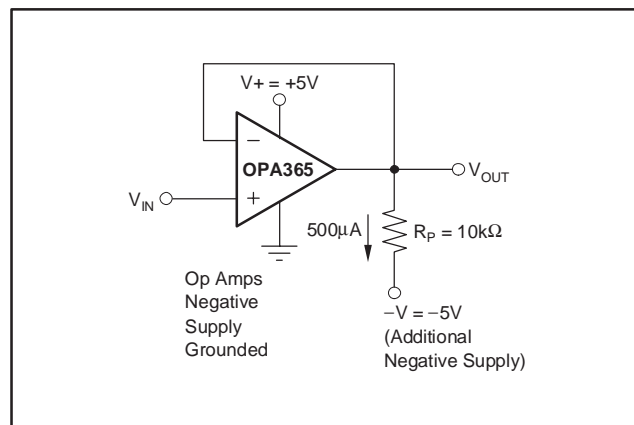 V+ = +5V
−
OPA365
+
V_IN
V_OUT
500µA
R_P = 10kΩ
Op Amps
Negative
Supply
Grounded
−V = −5V
(Additional
Negative Supply)